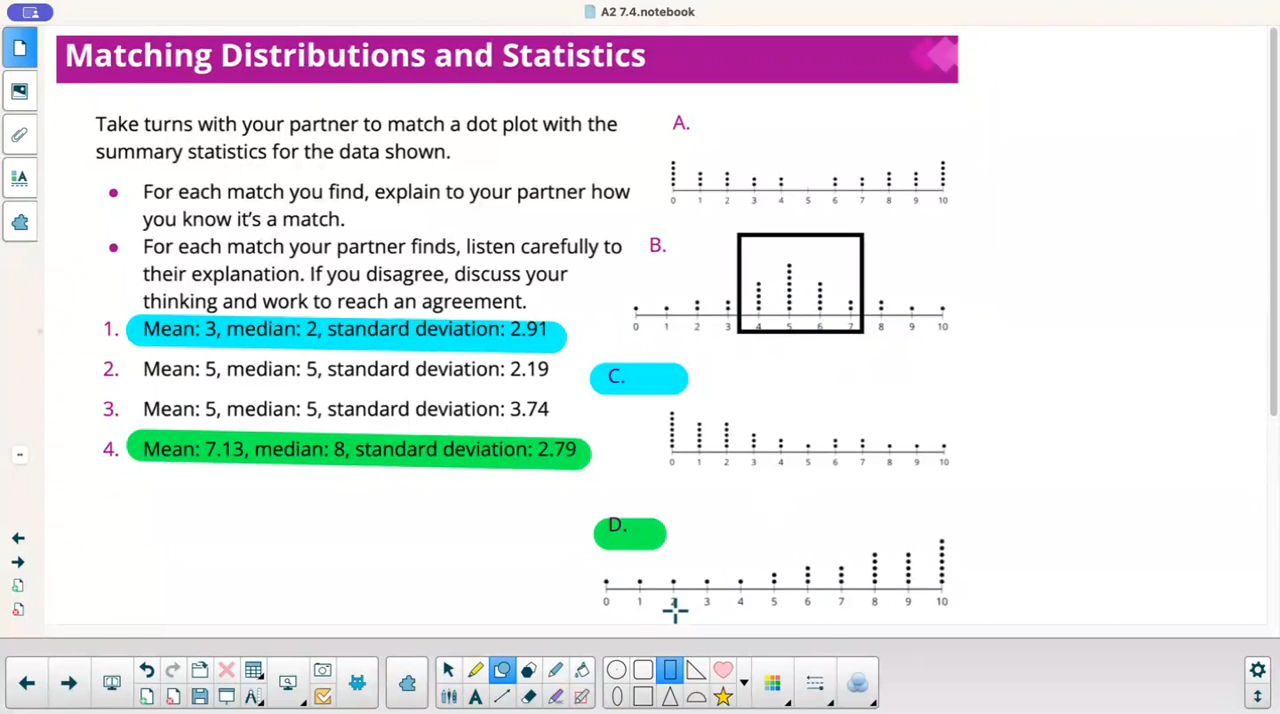 A2 7.4.notebook
Matching Distributions and Statistics
Take turns with your partner to match a dot plot with the
summary statistics for the data shown.
• For each match you find, explain to your partner how
you know it's a match.
• For each match your partner finds, listen carefully to
their explanation. If you disagree, discuss your
thinking and work to reach an agreement.
1. Mean: 3, median: 2, standard deviation: 2.91
2. Mean: 5, median: 5, standard deviation: 2.19
3. Mean: 5, median: 5, standard deviation: 3.74
4. Mean: 7.13, median: 8, standard deviation: 2.79
A.
0 1 2 3 4 5 6 7 8 9 10
B.
0 1 2 3 4 5 6 7 8 9 10
C.
0 1 2 3 4 5 6 7 8 9 10
D.
0 1 2 3 4 5 6 7 8 9 10